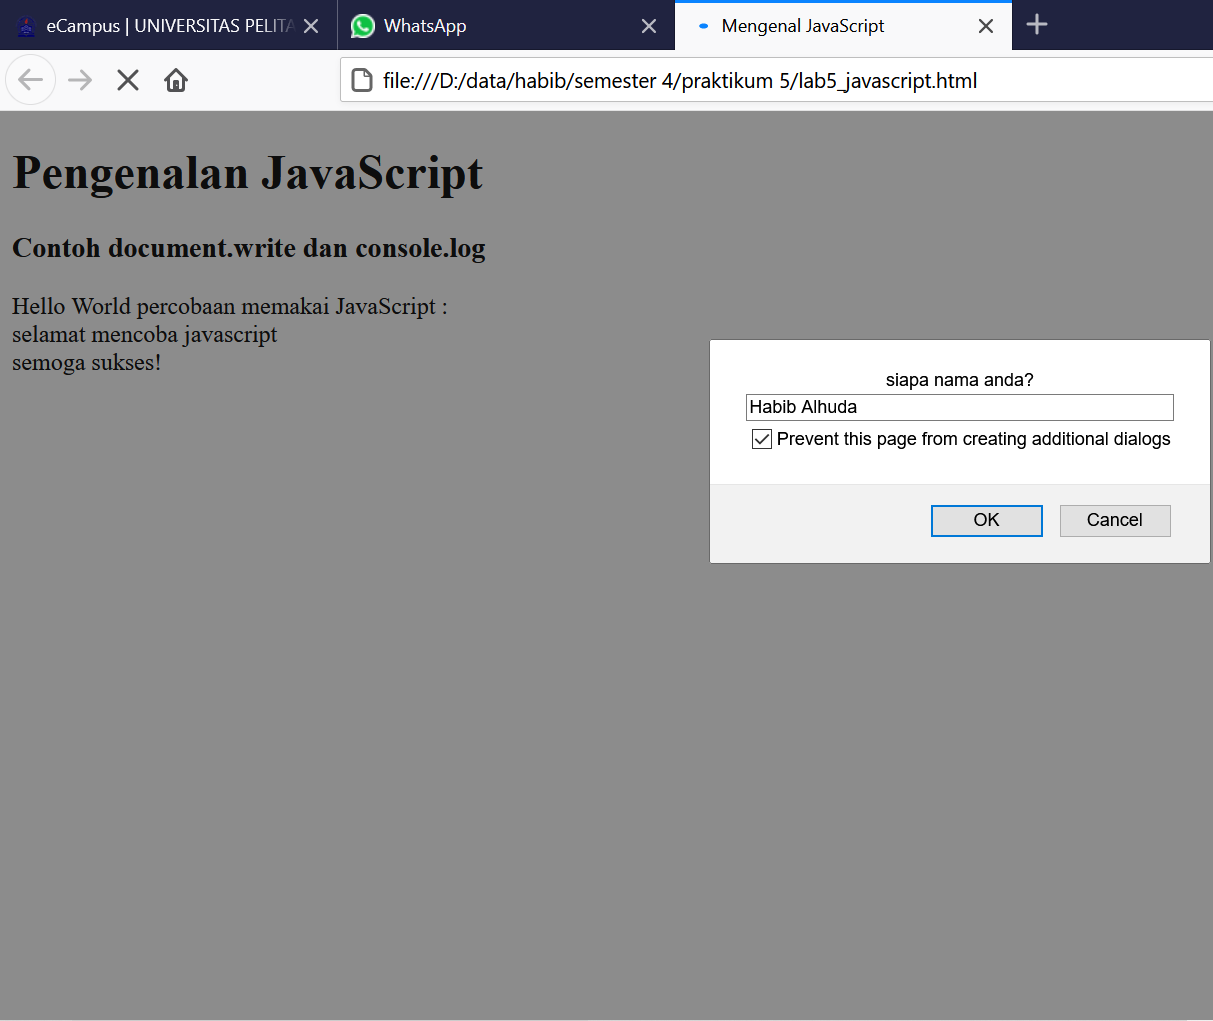 eCampus | UNIVERSITAS PELITA
WhatsApp
Mengenal JavaScript
file:///D:/data/habib/semester 4/praktikum 5/lab5_javascript.html
Pengenalan JavaScript
Contoh document.write dan console.log
Hello World percobaan memakai JavaScript :
selamat mencoba javascript
semoga sukses!
siapa nama anda?
Habib Alhuda
Prevent this page from creating additional dialogs
OK
Cancel